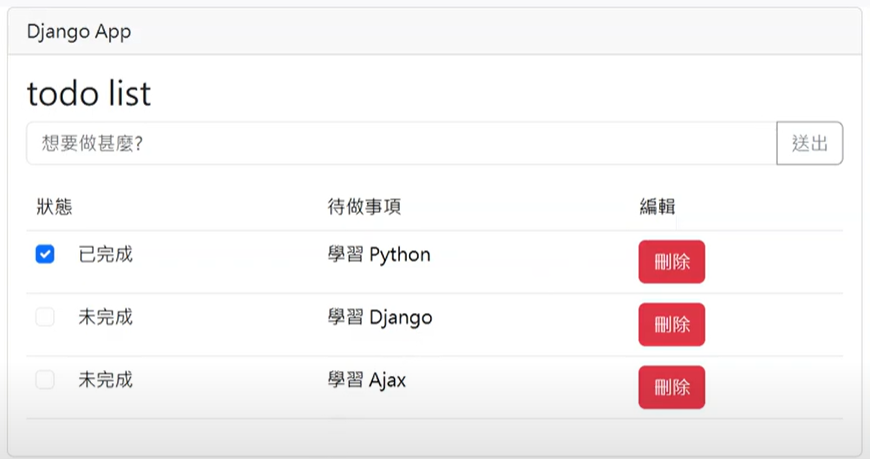 Django App
todo list
想要做甚麼?
送出
狀態 待做事項 編輯
已完成 學習 Python 刪除
未完成 學習 Django 刪除
未完成 學習 Ajax 刪除